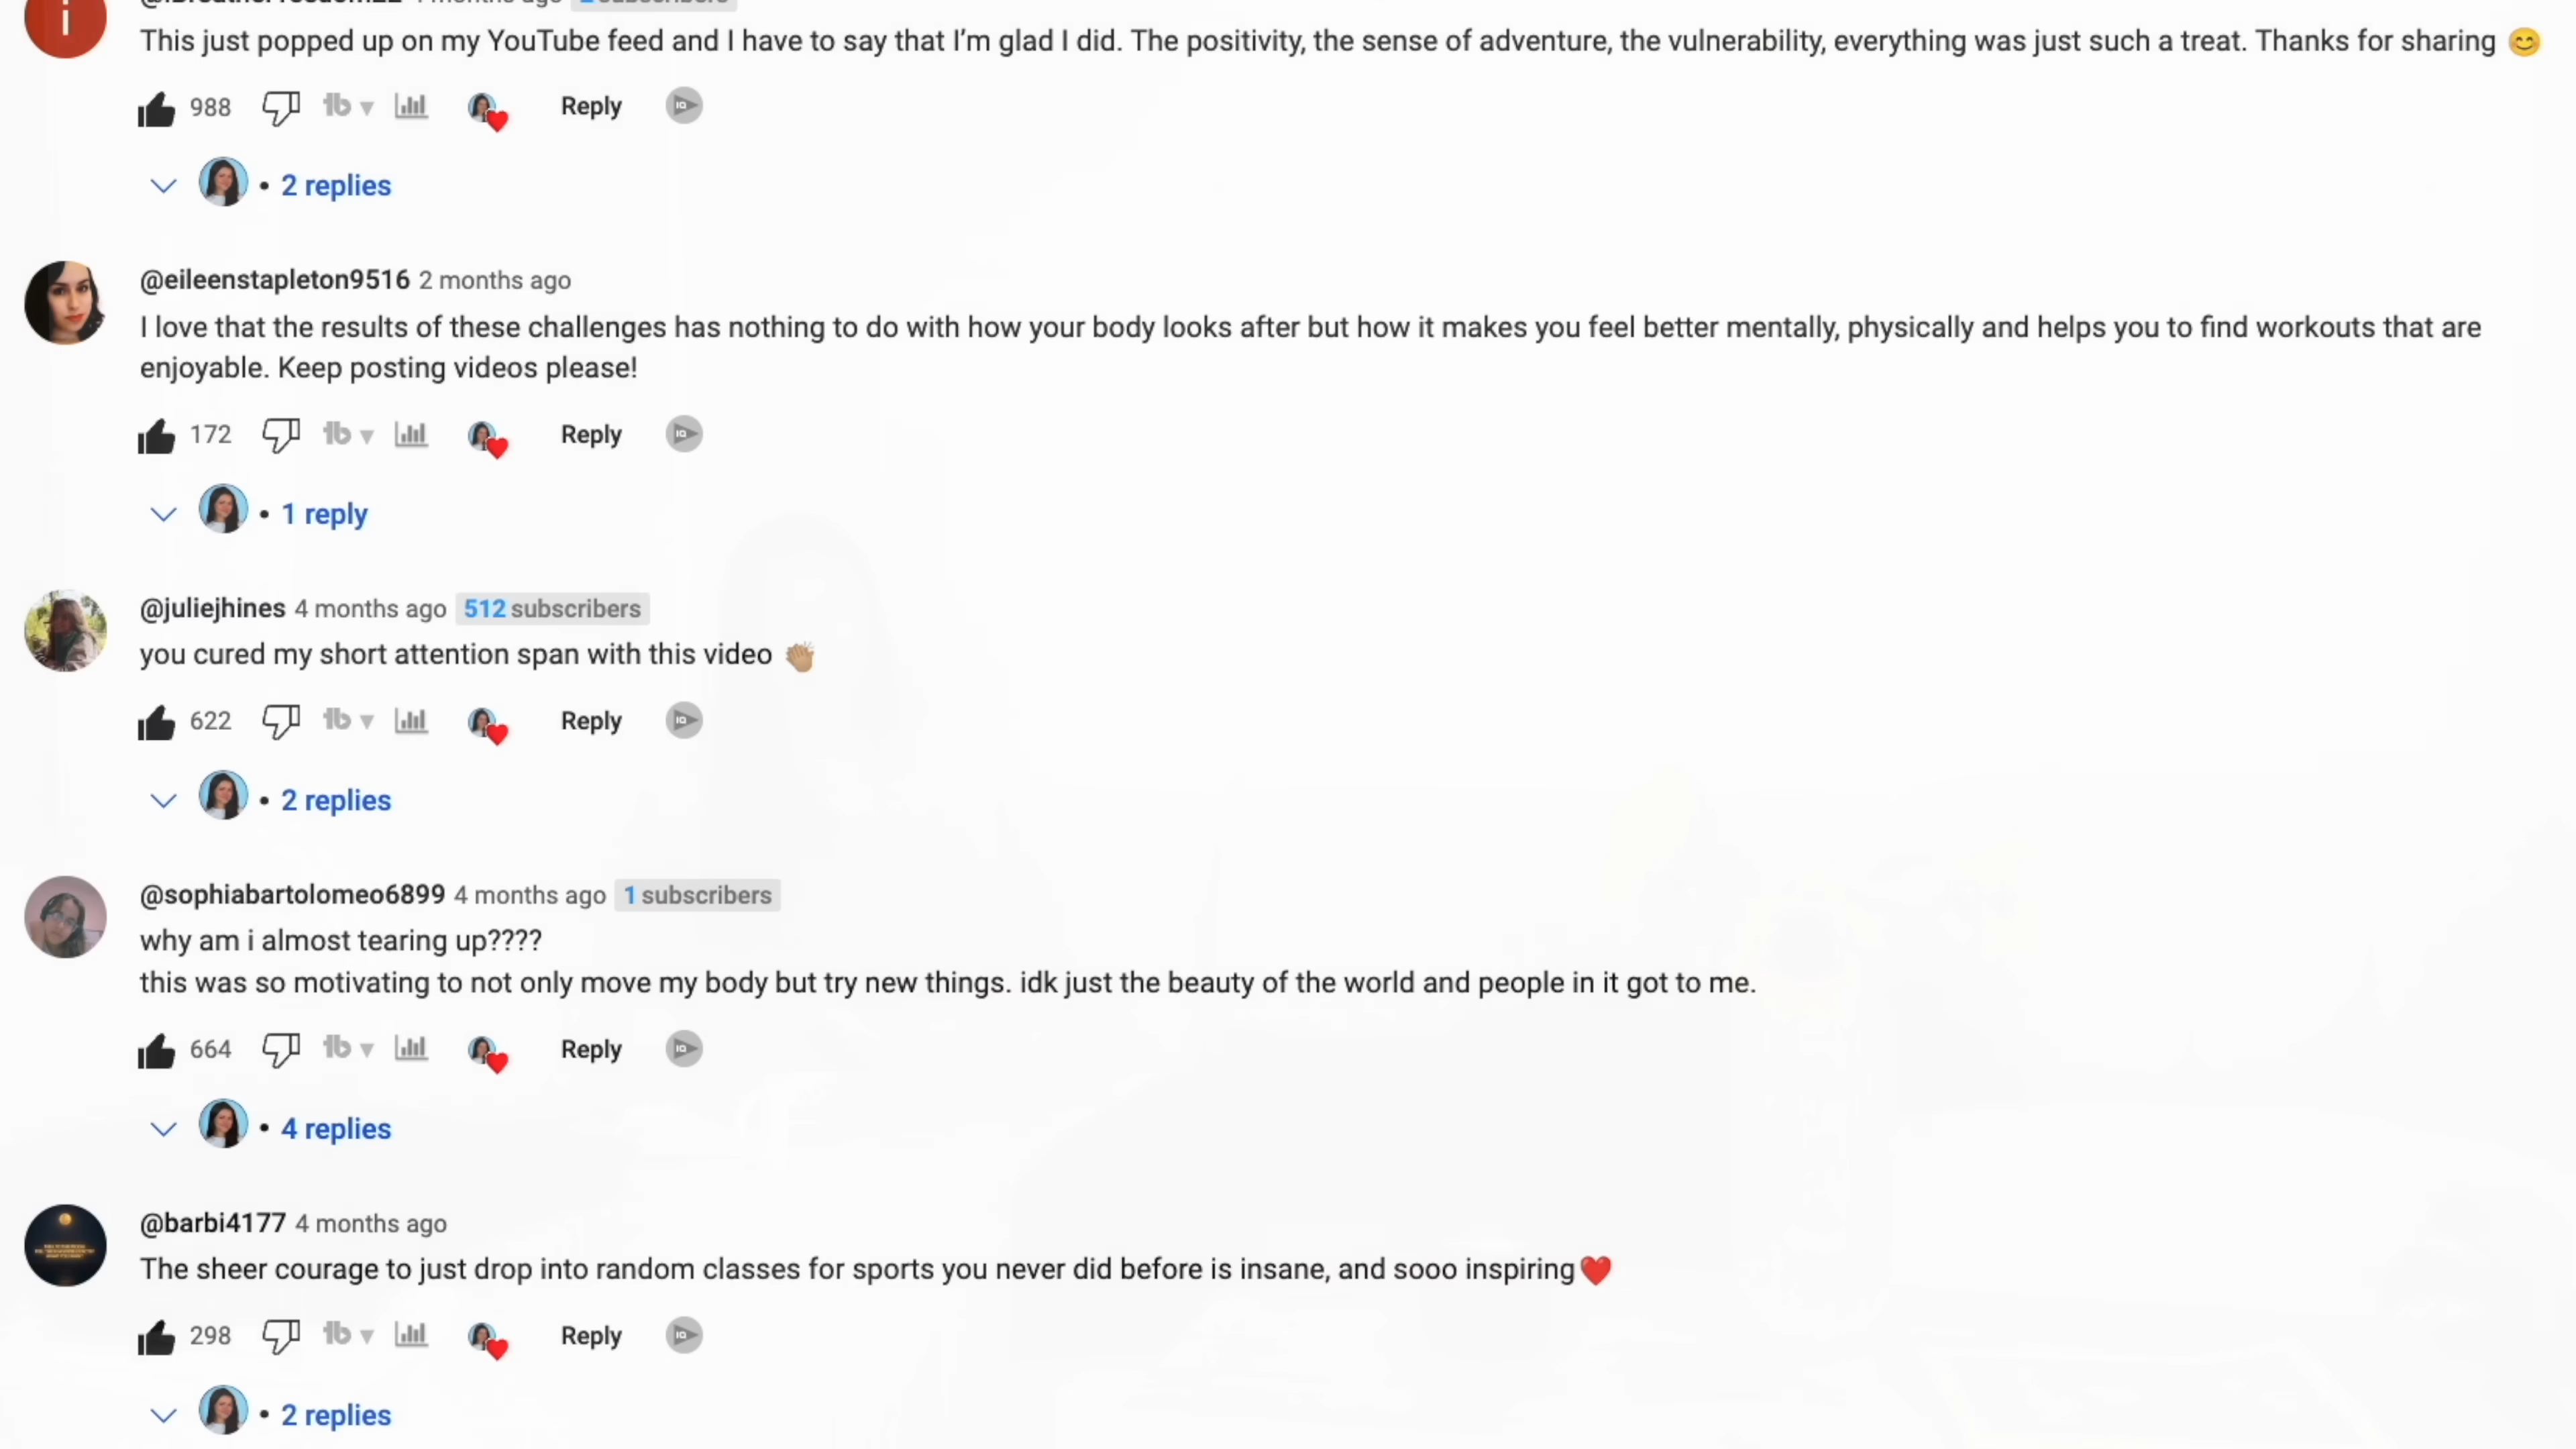 This just popped up on my YouTube feed and I have to say that I’m glad I did. The positivity, the sense of adventure, the vulnerability, everything was just such a treat. Thanks for sharing 😊
988 Reply
2 replies
@eileenstapleton9516 2 months ago
I love that the results of these challenges has nothing to do with how your body looks after but how it makes you feel better mentally, physically and helps you to find workouts that are
enjoyable. Keep posting videos please!
172 Reply
1 reply
@juliejhines 4 months ago 512 subscribers
you cured my short attention span with this video 👏🏼
622 Reply
2 replies
@sophiabartolomeo6899 4 months ago 1 subscribers
why am i almost tearing up????
this was so motivating to not only move my body but try new things. idk just the beauty of the world and people in it got to me.
664 Reply
4 replies
@barbi4177 4 months ago
The sheer courage to just drop into random classes for sports you never did before is insane, and sooo inspiring❤️
298 Reply
2 replies